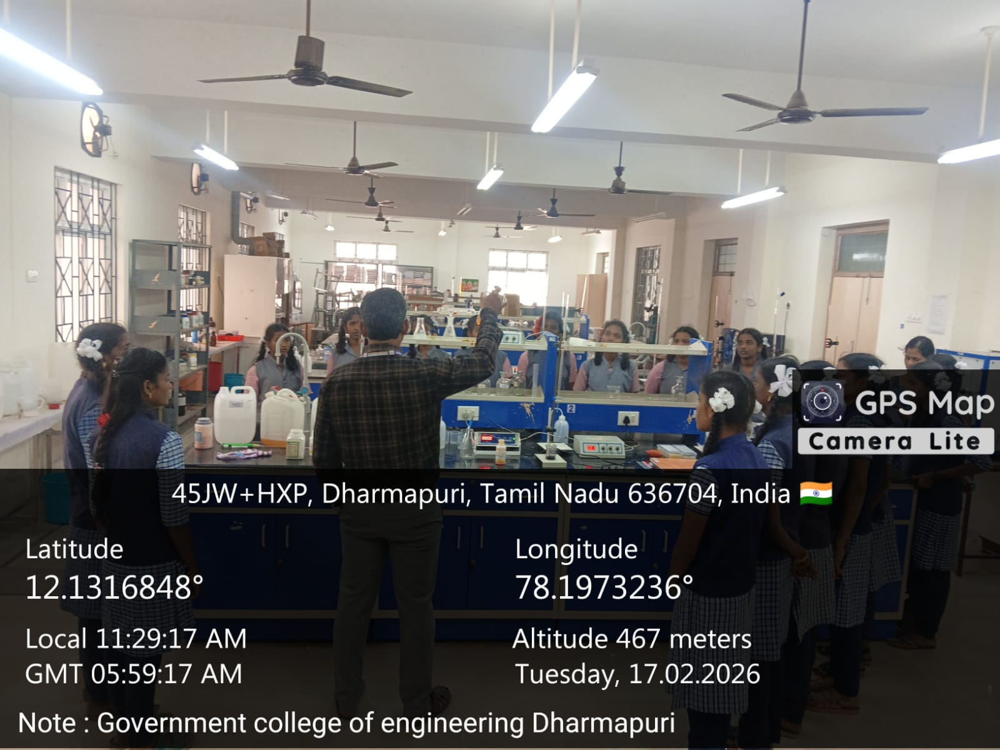 2
GPS Map
Camera Lite
45JW+HXP, Dharmapuri, Tamil Nadu 636704, India 🇮🇳
Latitude
12.1316848°
Longitude
78.1973236°
Local 11:29:17 AM
GMT 05:59:17 AM
Altitude 467 meters
Tuesday, 17.02.2026
Note : Government college of engineering Dharmapuri